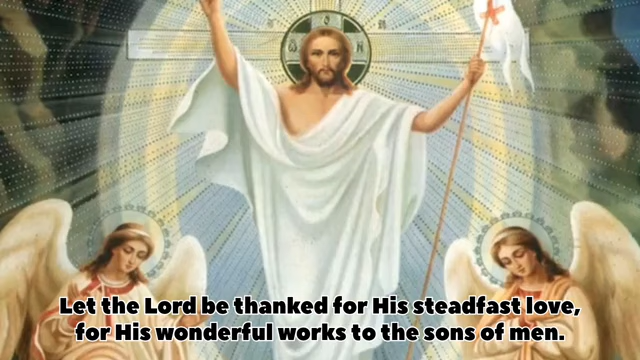 Let the Lord be thanked for His steadfast love,
for His wonderful works to the sons of men.